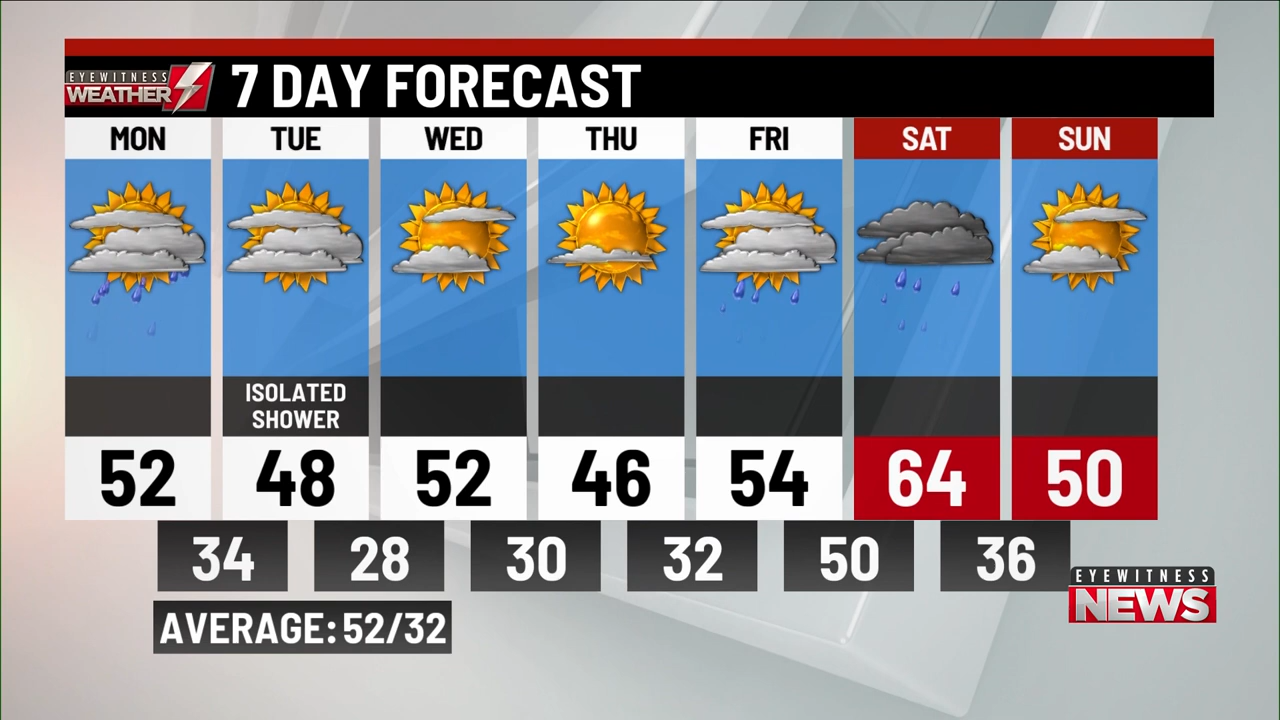 EYEWITNESS
WEATHER
7 DAY FORECAST
MON TUE WED THU FRI SAT SUN
ISOLATED
SHOWER
52 48 52 46 54 64 50
34 28 30 32 50 36
EYEWITNESS
NEWS
AVERAGE: 52/32